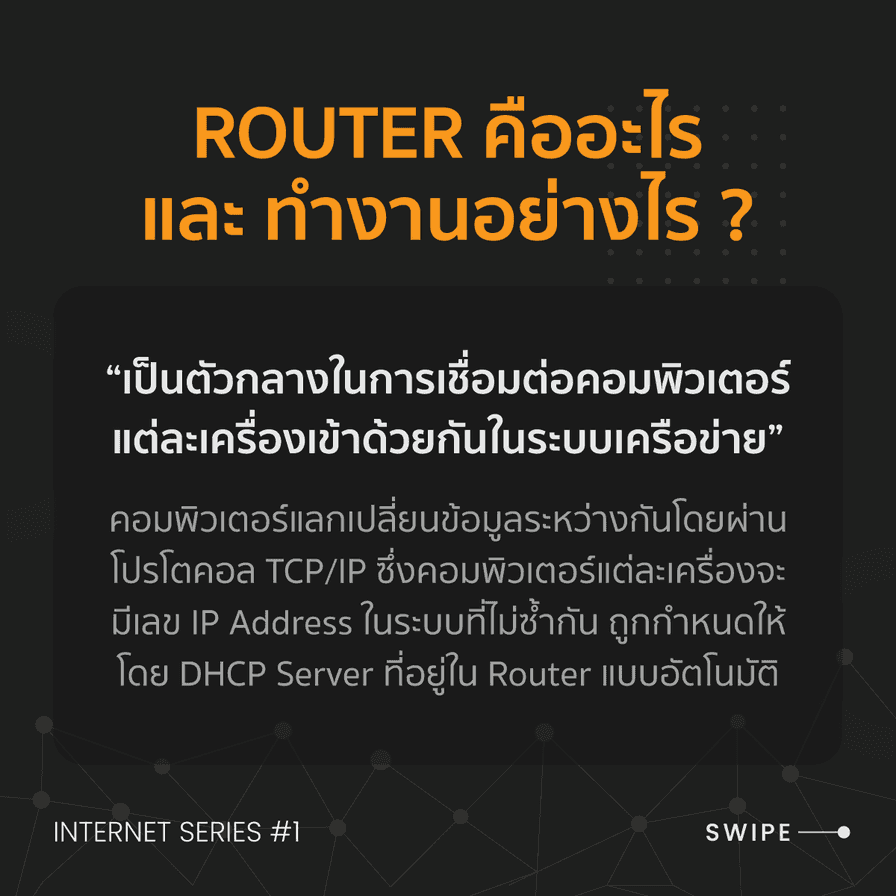 ROUTER คืออะไร
และ ทำงานอย่างไร ?
“เป็นตัวกลางในการเชื่อมต่อคอมพิวเตอร์
แต่ละเครื่องเข้าด้วยกันในระบบเครือข่าย”
คอมพิวเตอร์แลกเปลี่ยนข้อมูลระหว่างกันโดยผ่าน
โปรโตคอล TCP/IP ซึ่งคอมพิวเตอร์แต่ละเครื่องจะ
มีเลข IP Address ในระบบที่ไม่ซ้ำกัน ถูกกำหนดให้
โดย DHCP Server ที่อยู่ใน Router แบบอัตโนมัติ
INTERNET SERIES #1
SWIPE